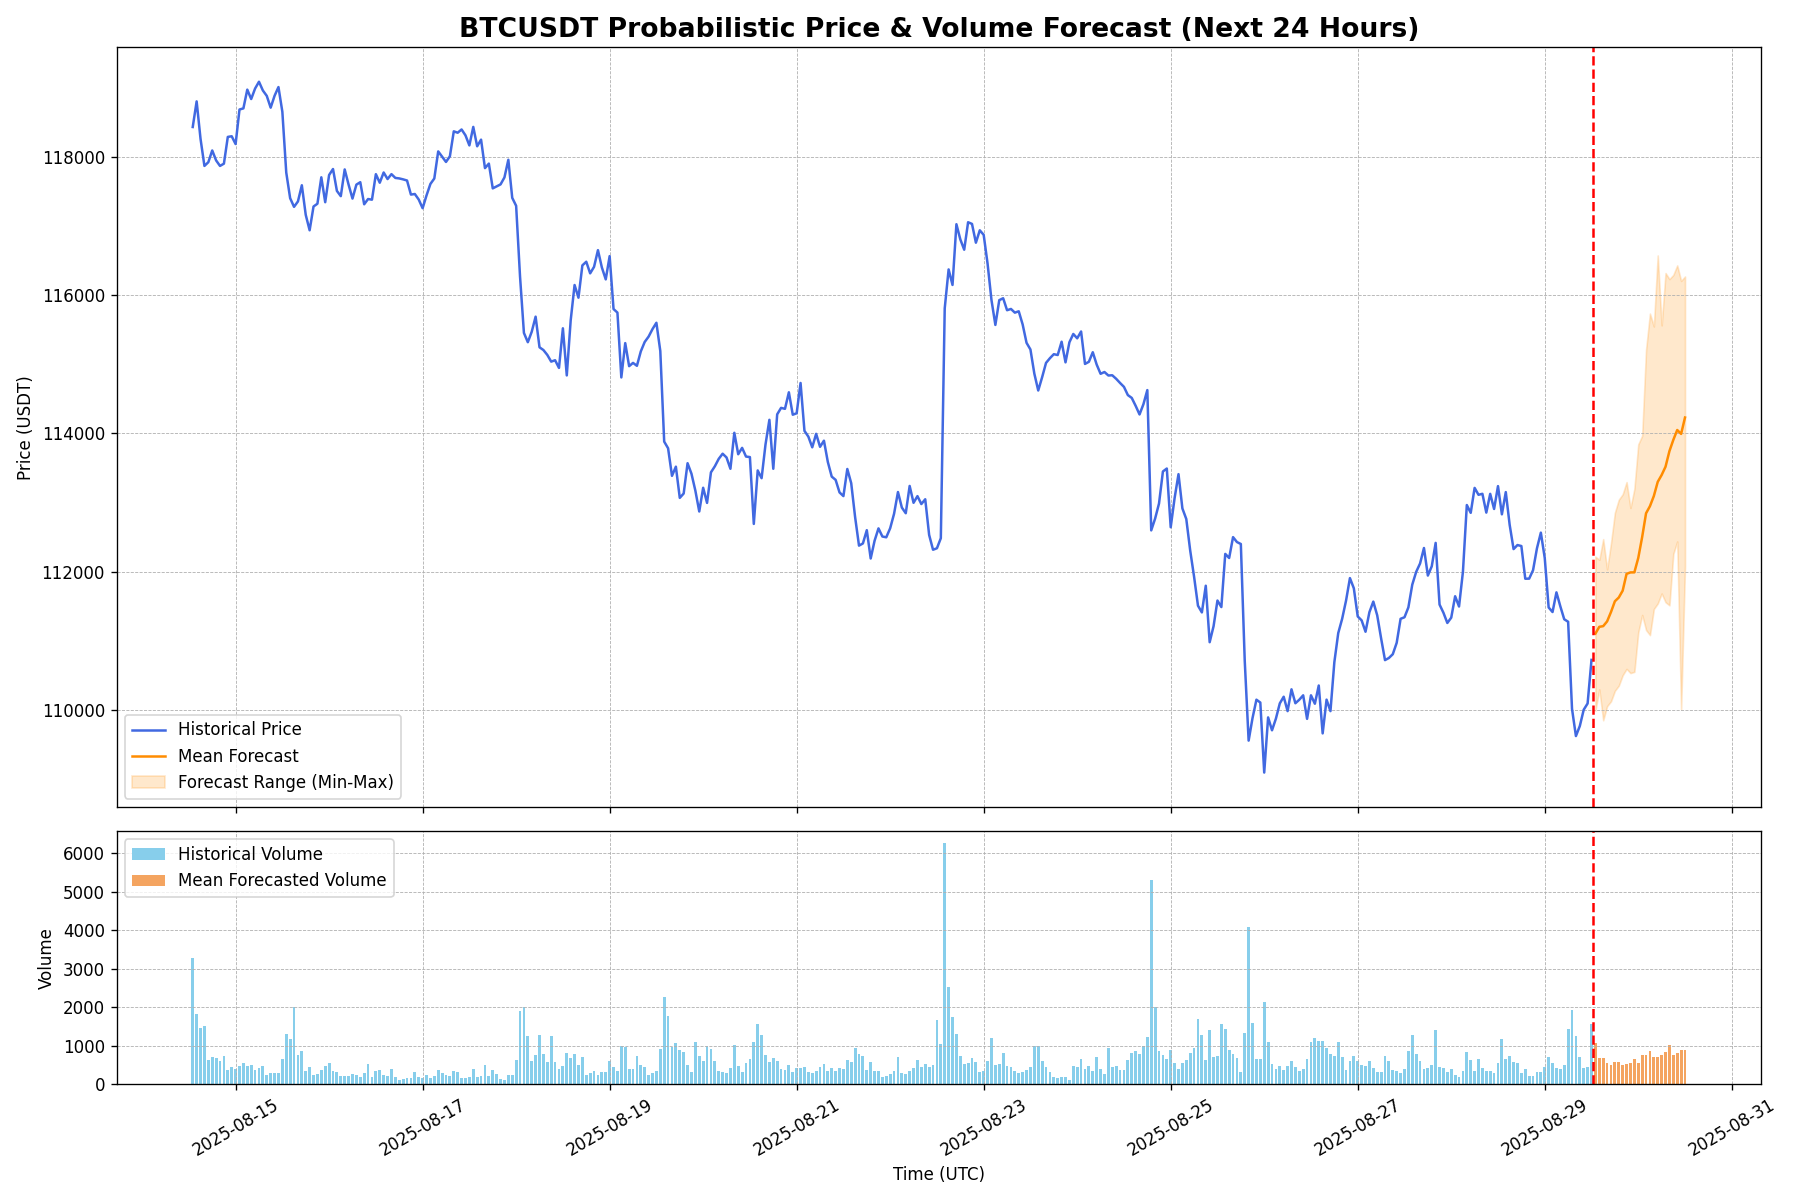 BTCUSDT Probabilistic Price & Volume Forecast (Next 24 Hours)
118000
116000
114000
112000
110000
Price (USDT)
Historical Price
Mean Forecast
Forecast Range (Min-Max)
6000
5000
4000
3000
2000
1000
0
Volume
Historical Volume
Mean Forecasted Volume
2025-08-15
2025-08-17
2025-08-19
2025-08-21
2025-08-23
2025-08-25
2025-08-27
2025-08-29
2025-08-31
Time (UTC)